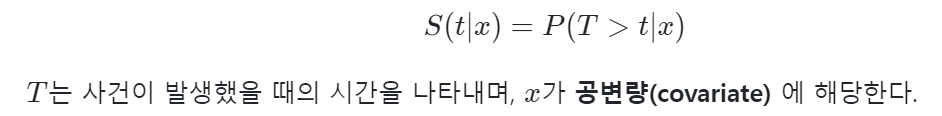 S(t|x) = P(T > t|x)
T는 사건이 발생했을 때의 시간을 나타내며, x가 공변량(covariate) 에 해당한다.